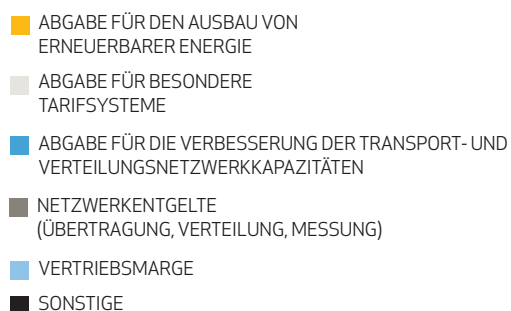 ABGABE FÜR DEN AUSBAU VON
ERNEUERBARER ENERGIE
ABGABE FÜR BESONDERE
TARIFSYSTEME
ABGABE FÜR DIE VERBESSERUNG DER TRANSPORT- UND
VERTEILUNGSNETZWERKKAPAZITÄTEN
NETZWERKENTGELTE
(ÜBERTRAGUNG, VERTEILUNG, MESSUNG)
VERTRIEBSMARGE
SONSTIGE